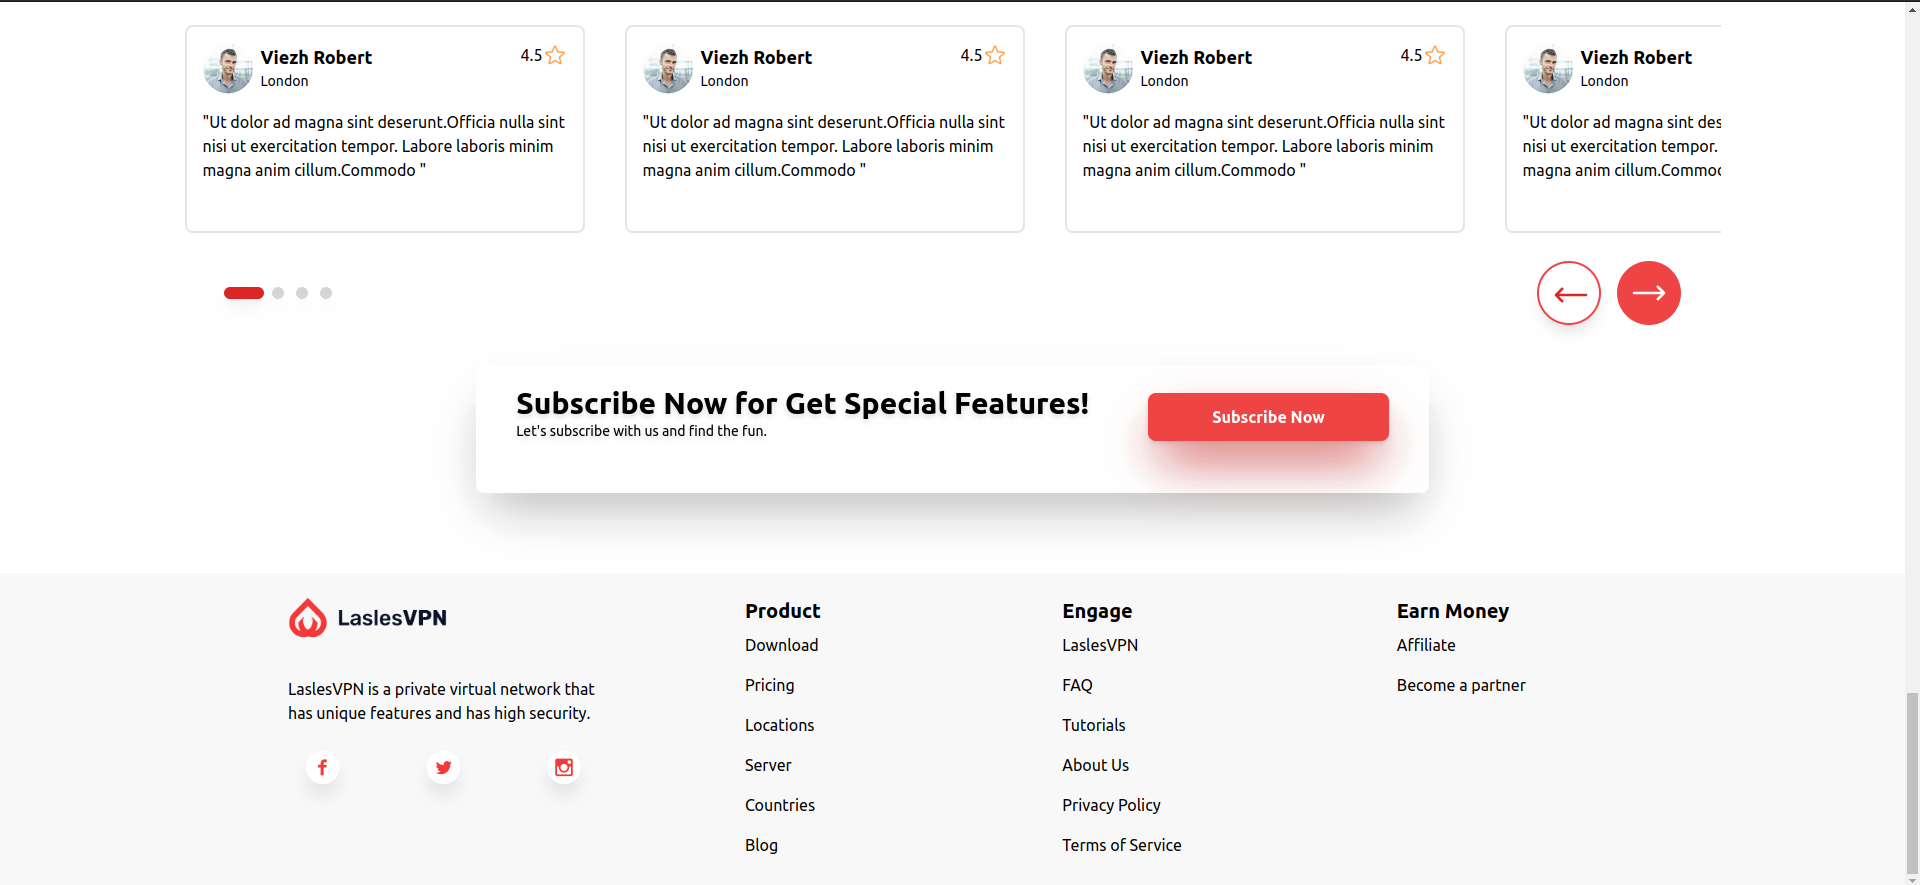 Viezh Robert
4.5
London
"Ut dolor ad magna sint deserunt.Officia nulla sint
nisi ut exercitation tempor. Labore laboris minim
magna anim cillum.Commodo "
Viezh Robert
4.5
London
"Ut dolor ad magna sint deserunt.Officia nulla sint
nisi ut exercitation tempor. Labore laboris minim
magna anim cillum.Commodo "
Viezh Robert
4.5
London
"Ut dolor ad magna sint deserunt.Officia nulla sint
nisi ut exercitation tempor. Labore laboris minim
magna anim cillum.Commodo "
Viezh Robert
London
"Ut dolor ad magna sint des
nisi ut exercitation tempor.
magna anim cillum.Commo
Subscribe Now for Get Special Features!
Let's subscribe with us and find the fun.
Subscribe Now
LaslesVPN
LaslesVPN is a private virtual network that
has unique features and has high security.
Product
Download
Pricing
Locations
Server
Countries
Blog
Engage
LaslesVPN
FAQ
Tutorials
About Us
Privacy Policy
Terms of Service
Earn Money
Affiliate
Become a partner